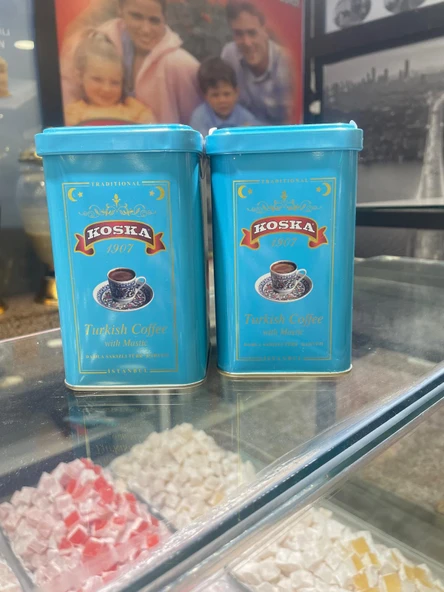 TRADITIONAL
KOSKA
1907
Turkish Coffee
with Mastic
ISTANBUL
TRADITIONAL
KOSKA
1907
Turkish Coffee
with Mastic